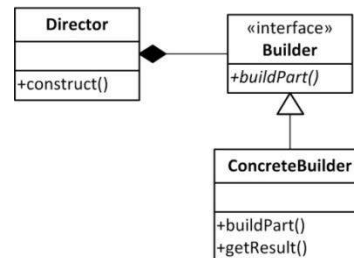 Director
+construct()
«interface»
Builder
+buildPart()
ConcreteBuilder
+buildPart()
+getResult()